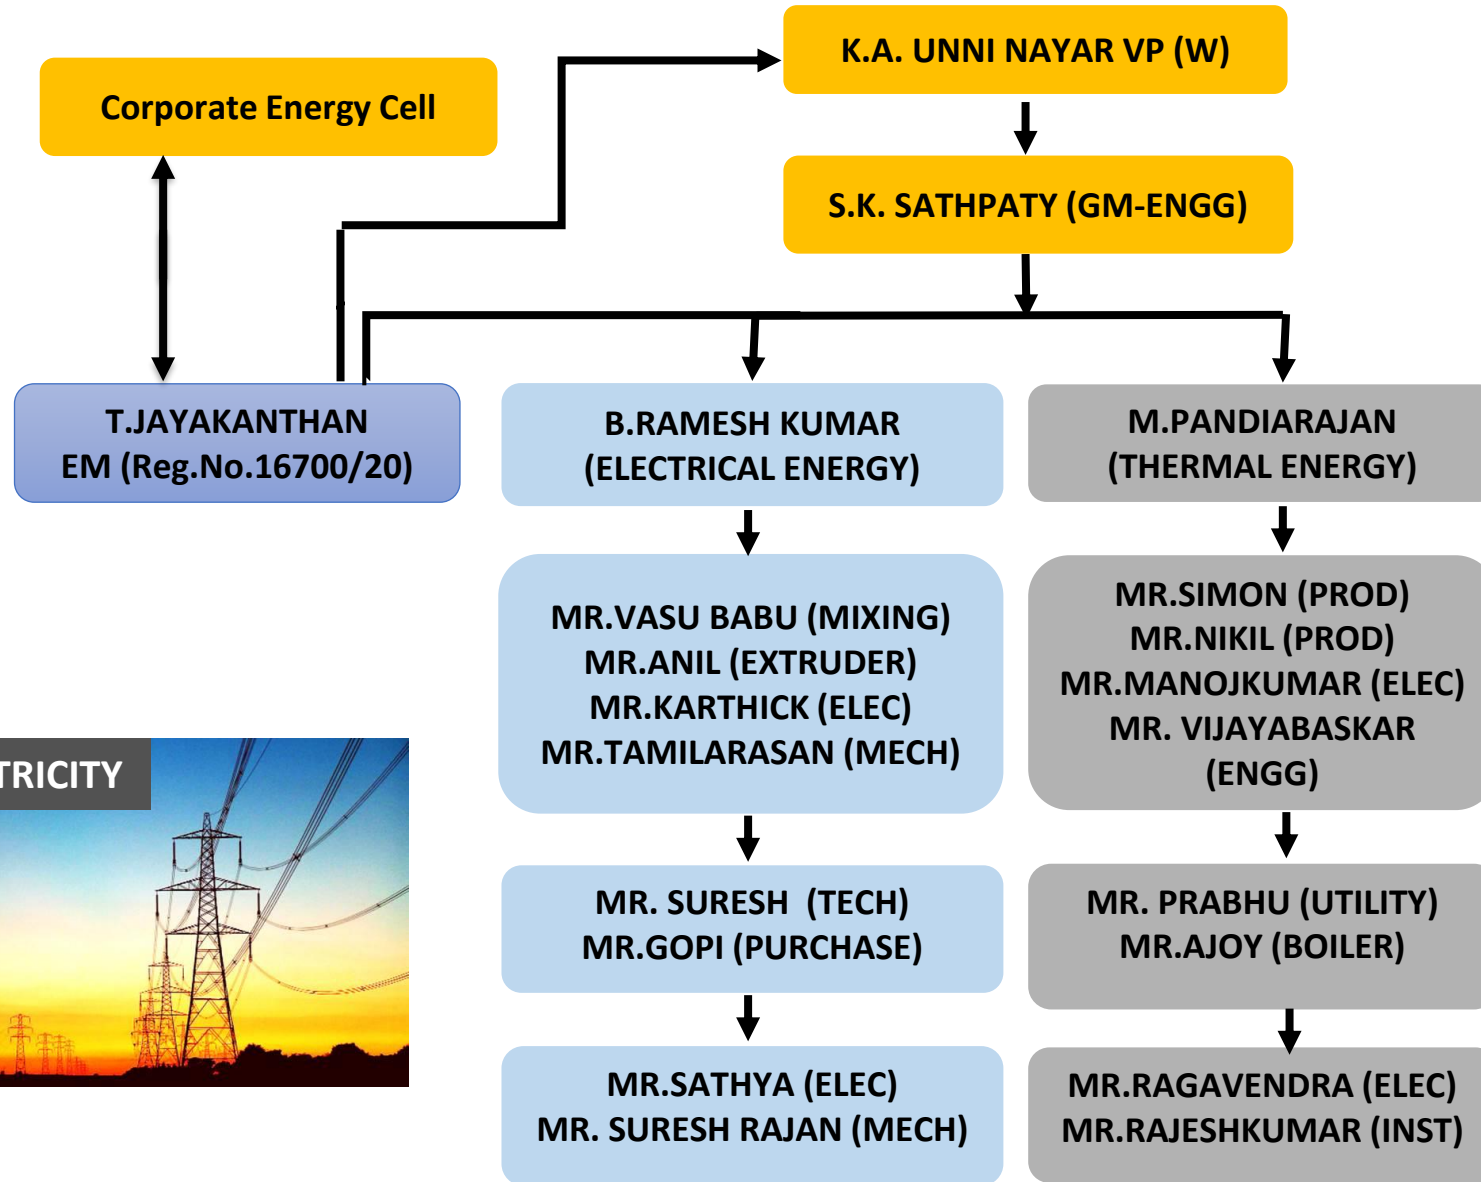 K.A. UNNI NAYAR VP (W)
Corporate Energy Cell
S.K. SATHPATY (GM-ENGG)
T.JAYAKANTHAN
EM (Reg.No.16700/20)
B.RAMESH KUMAR
(ELECTRICAL ENERGY)
M.PANDIARAJAN
(THERMAL ENERGY)
MR.VASU BABU (MIXING)
MR.ANIL (EXTRUDER)
MR.KARTHICK (ELEC)
MR.TAMILARASAN (MECH)
MR.SIMON (PROD)
MR.NIKIL (PROD)
MR.MANOJKUMAR (ELEC)
MR. VIJAYABASKAR
(ENGG)
TRICITY
MR. SURESH (TECH)
MR.GOPI (PURCHASE)
MR. PRABHU (UTILITY)
MR.AJOY (BOILER)
MR.SATHYA (ELEC)
MR. SURESH RAJAN (MECH)
MR.RAGAVENDRA (ELEC)
MR.RAJESHKUMAR (INST)